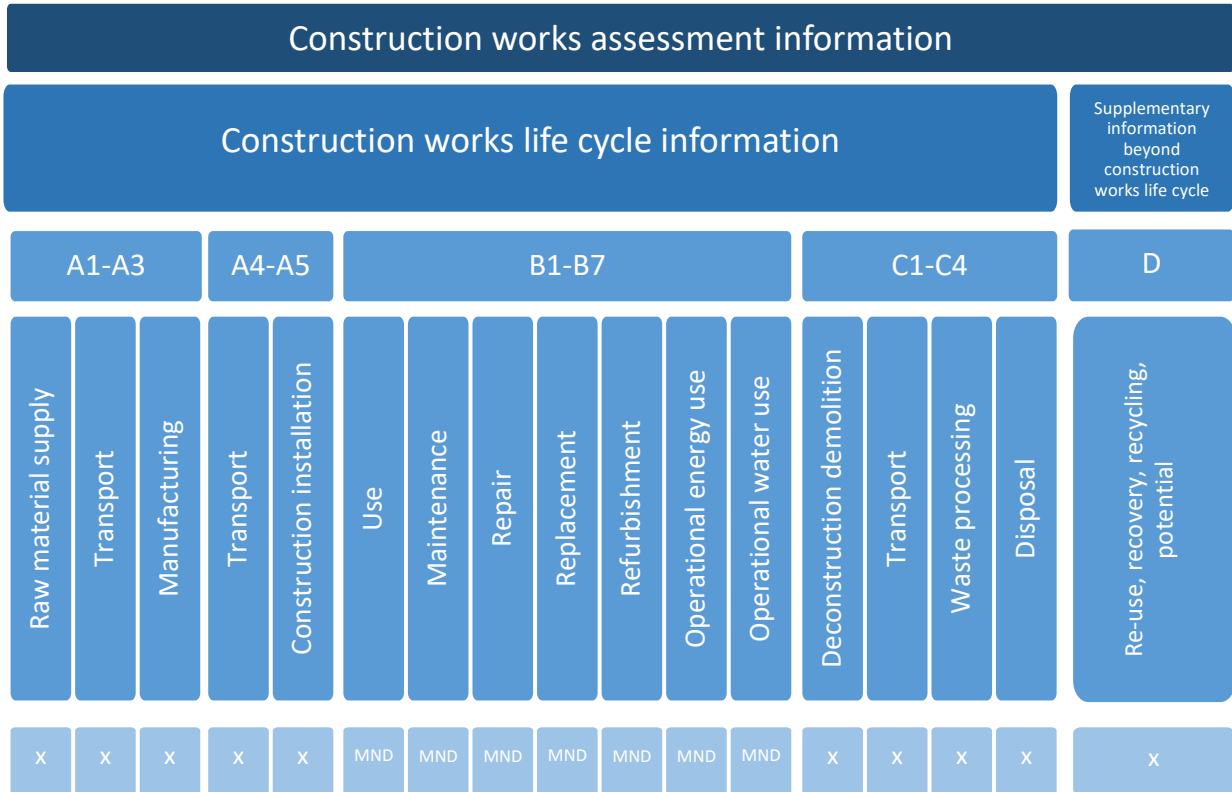 Construction works assessment information
Construction works life cycle information
Supplementary
information
beyond
construction
works life cycle
A1-A3
A4-A5
B1-B7
C1-C4
D
Raw material supply
Transport
Manufacturing
Transport
Construction installation
Use
Maintenance
Repair
Replacement
Refurbishment
Operational energy use
Operational water use
Deconstruction demolition
Transport
Waste processing
Disposal
Re-use, recovery, recycling,
potential
x
x
x
x
x
MND
MND
MND
MND
MND
MND
MND
x
x
x
x
x